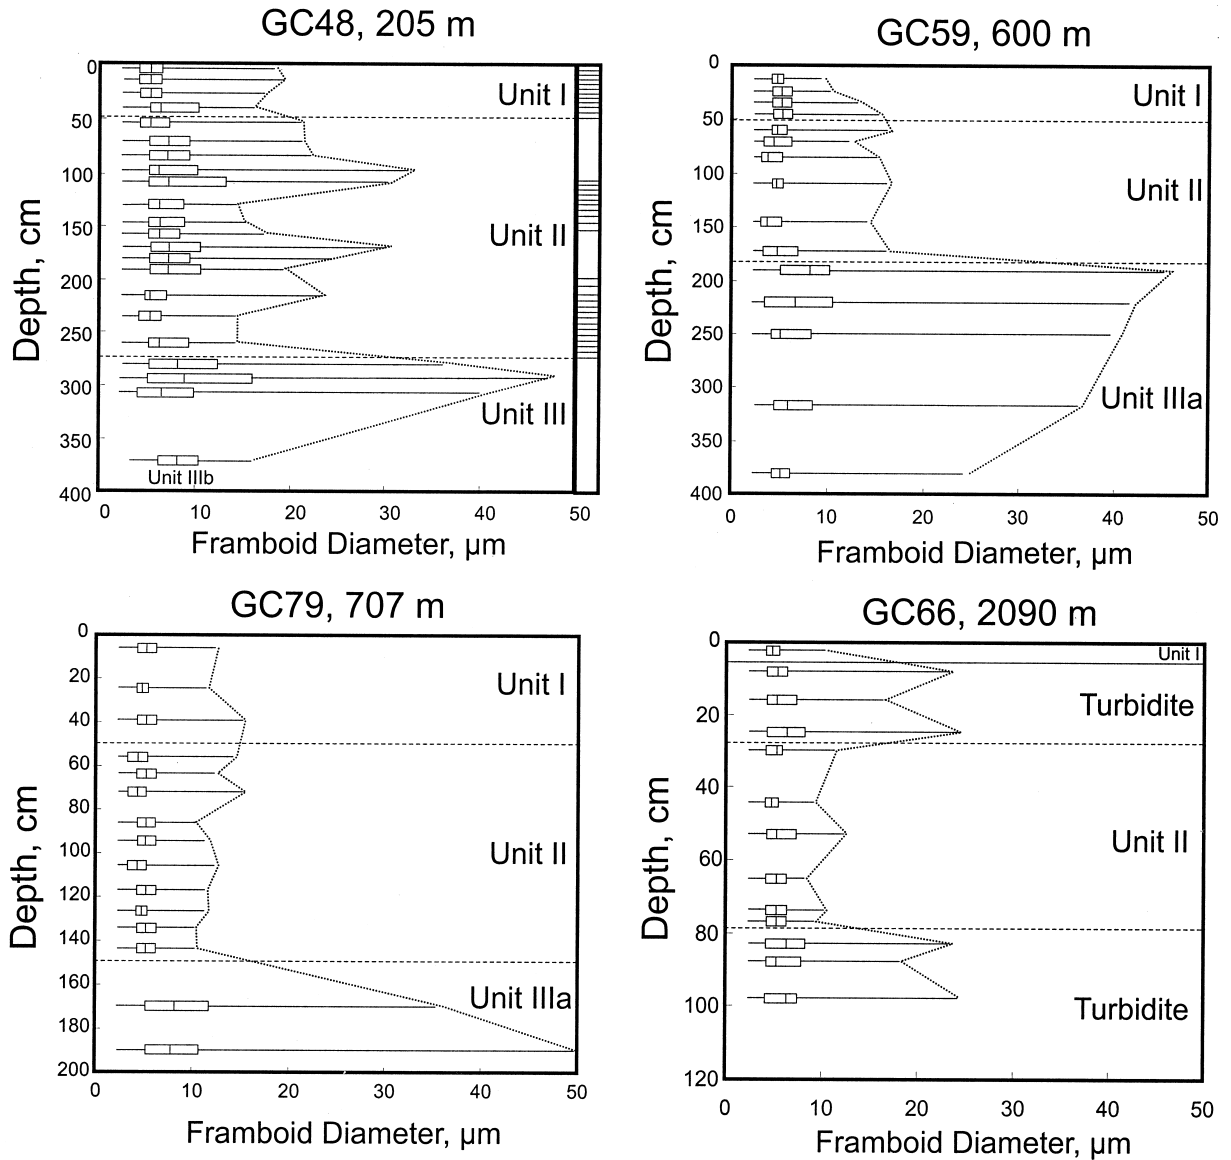 GC48, 205 m
0
50
100
150
200
250
300
350
400
Depth, cm
Unit I
Unit II
Unit III
Unit IIIb
0
10
20
30
40
50
Framboid Diameter, µm
GC59, 600 m
0
50
100
150
200
250
300
350
400
Depth, cm
Unit I
Unit II
Unit IIIa
0
10
20
30
40
50
Framboid Diameter, µm
GC79, 707 m
0
20
40
60
80
100
120
140
160
180
200
Depth, cm
Unit I
Unit II
Unit IIIa
0
10
20
30
40
50
Framboid Diameter, µm
GC66, 2090 m
0
20
40
60
80
100
120
Depth, cm
Unit I
Turbidite
Unit II
Turbidite
0
10
20
30
40
50
Framboid Diameter, µm